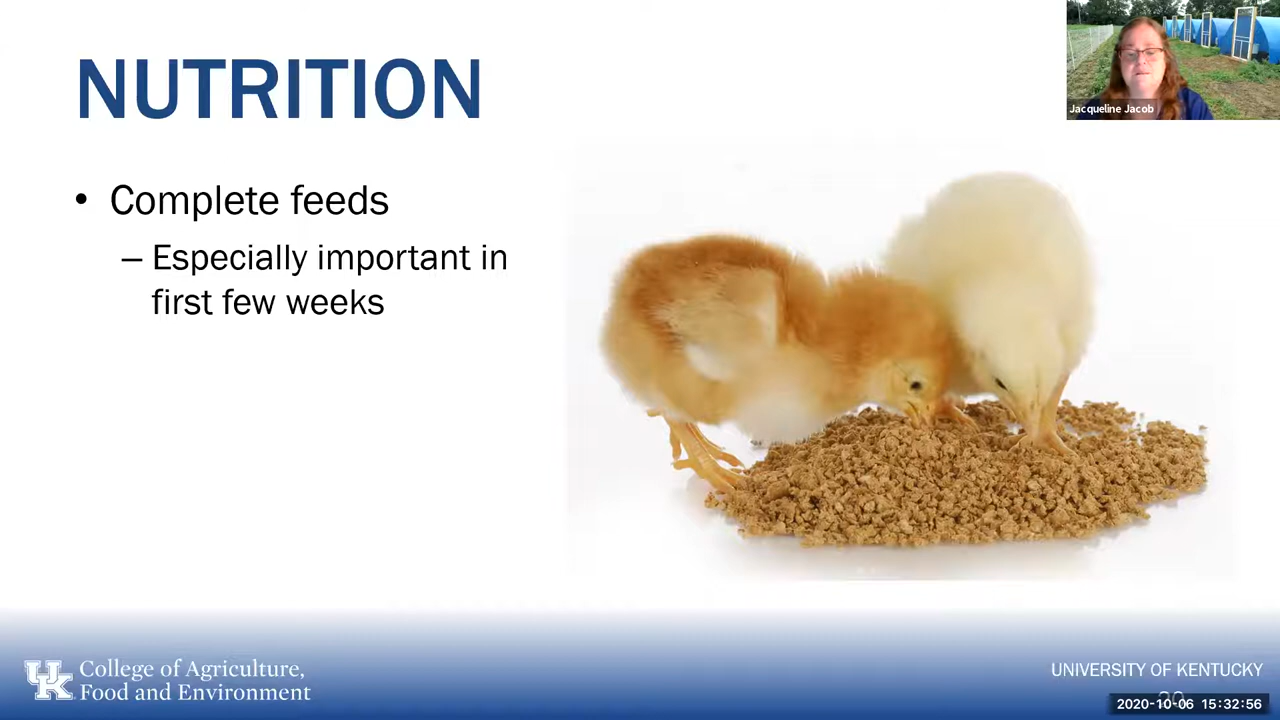 NUTRITION
Jacqueline Jacob
• Complete feeds
– Especially important in
first few weeks
UK
College of Agriculture,
Food and Environment
UNIVERSITY OF KENTUCKY
2020-10-06 15:32:56